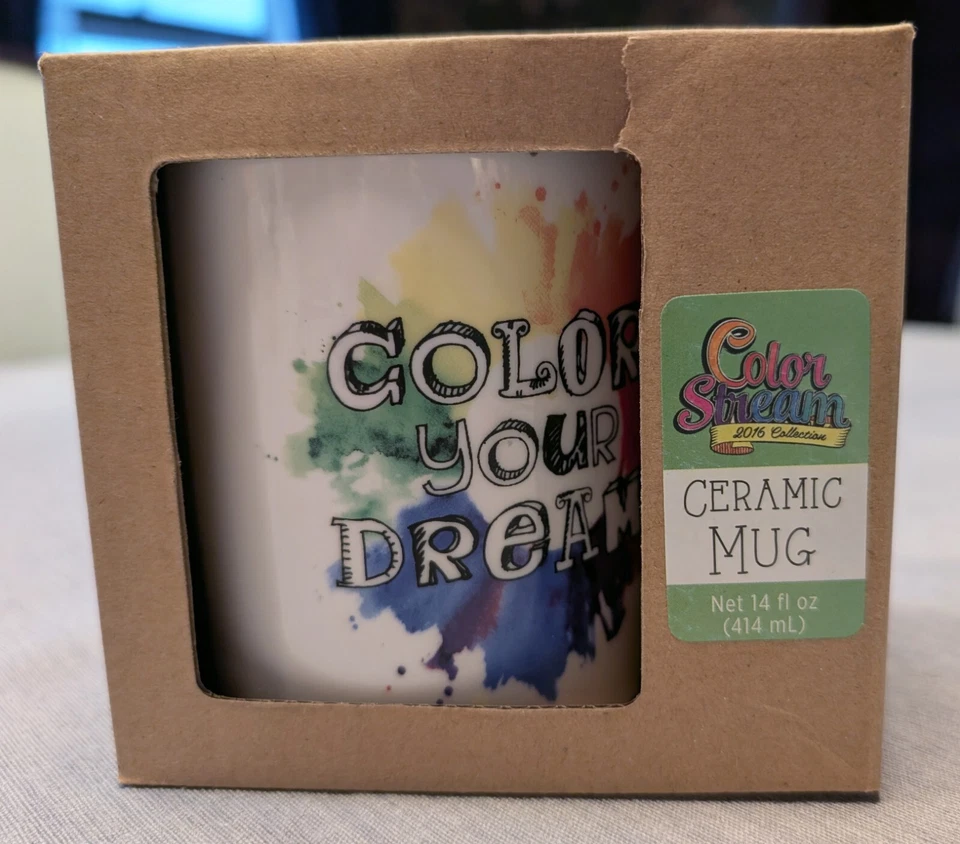 COLOR
YOUR
DREAM
Color
Stream
2016 Collection
CERAMIC
MUG
Net 14 fl oz
(414 mL)